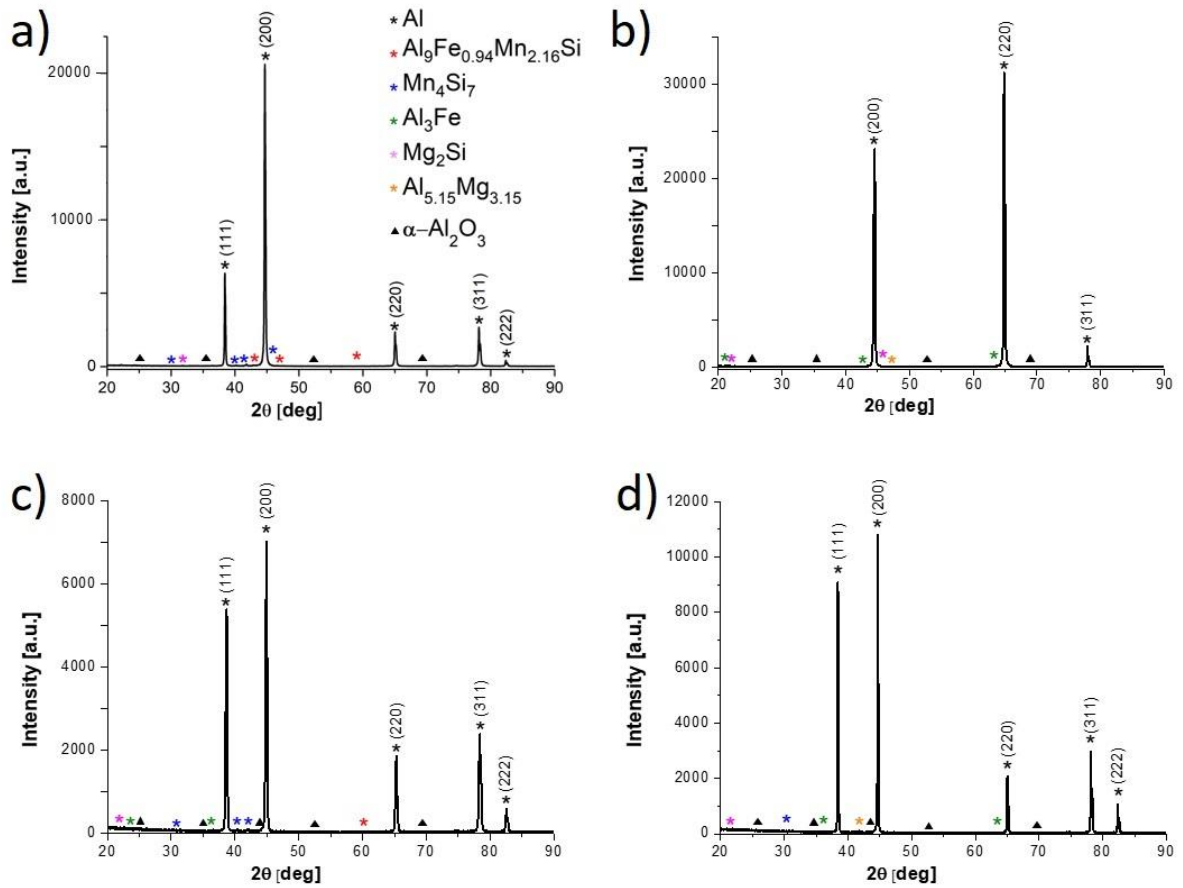 a)
Intensity [a.u.]
20000
10000
0
20 30 40 50 60 70 80 90
2θ [deg]
*(111)
*(200)
*(220)
*(311)
*(222)
* Al
* Al₉Fe₀.₉₄Mn₂.₁₆Si
* Mn₄Si₇
* Al₃Fe
* Mg₂Si
* Al₅.₁₅Mg₃.₁₅
▲ α–Al₂O₃
b)
Intensity [a.u.]
30000
20000
10000
0
20 30 40 50 60 70 80 90
2θ [deg]
*(200)
*(220)
*(311)
c)
Intensity [a.u.]
8000
6000
4000
2000
0
20 30 40 50 60 70 80 90
2θ [deg]
*(111)
*(200)
*(220)
*(311)
*(222)
d)
Intensity [a.u.]
12000
10000
8000
6000
4000
2000
0
20 30 40 50 60 70 80 90
2θ [deg]
*(111)
*(200)
*(220)
*(311)
*(222)